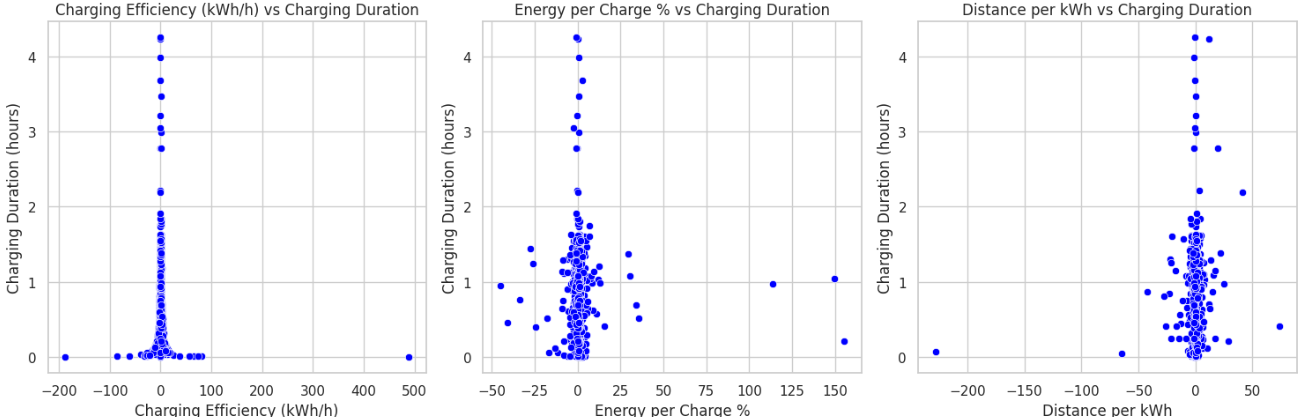 Charging Efficiency (kWh/h) vs Charging Duration
Charging Duration (hours)
4
3
2
1
0
−200 −100 0 100 200 300 400 500
Charging Efficiency (kWh/h)
Energy per Charge % vs Charging Duration
Charging Duration (hours)
4
3
2
1
0
−50 −25 0 25 50 75 100 125 150
Energy per Charge %
Distance per kWh vs Charging Duration
Charging Duration (hours)
4
3
2
1
0
−200 −150 −100 −50 0 50
Distance per kWh